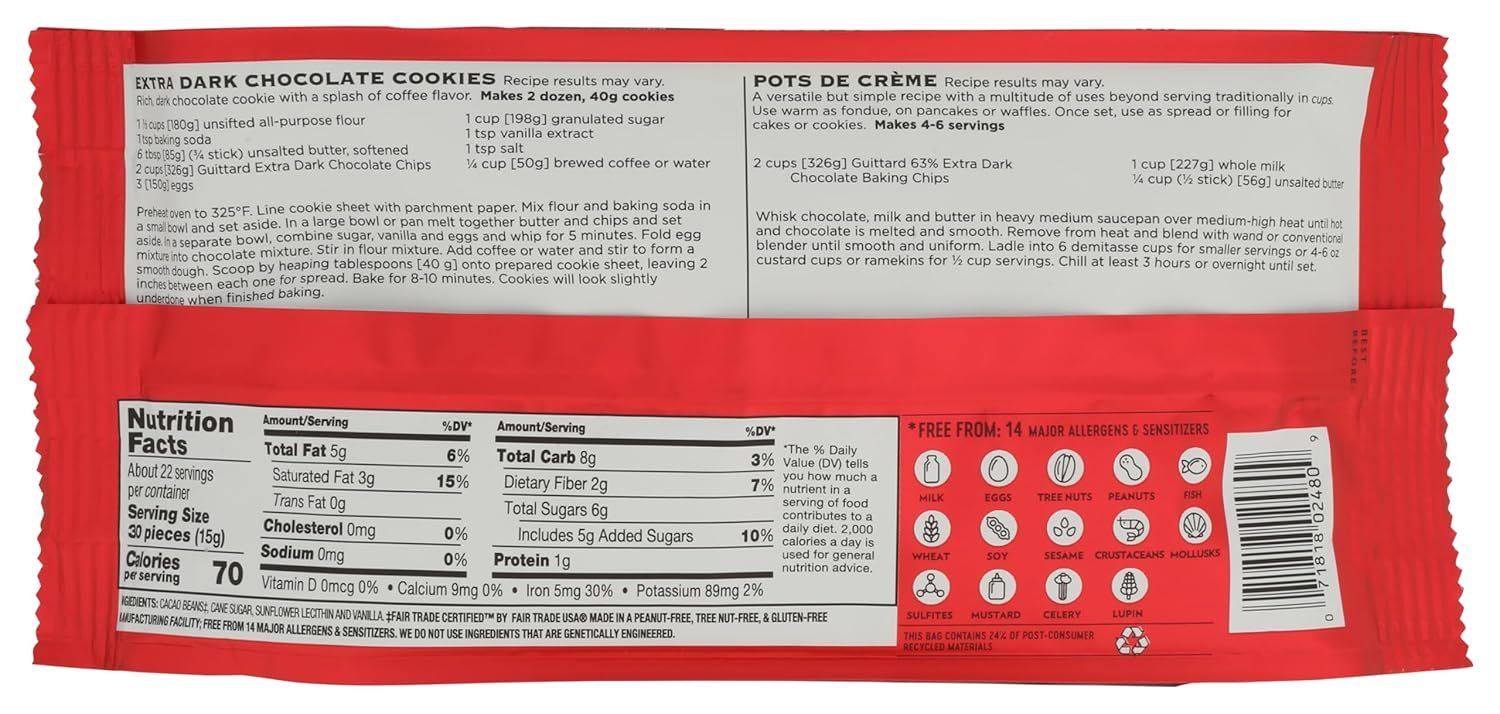 EXTRA DARK CHOCOLATE COOKIES Recipe results may vary.
Rich, dark chocolate cookie with a splash of coffee flavor. Makes 2 dozen, 40g cookies
1 ½ cups [180g] unsifted all-purpose flour
1 tsp baking soda
6 tbsp [85g] (¾ stick) unsalted butter, softened
2 cups [326g] Guittard Extra Dark Chocolate Chips
3 [150g] eggs
1 cup [198g] granulated sugar
1 tsp vanilla extract
1 tsp salt
¼ cup [50g] brewed coffee or water
Preheat oven to 325°F. Line cookie sheet with parchment paper. Mix flour and baking soda in
a small bowl and set aside. In a large bowl or pan melt together butter and chips and set
aside. In a separate bowl, combine sugar, vanilla and eggs and whip for 5 minutes. Fold egg
mixture into chocolate mixture. Stir in flour mixture. Add coffee or water and stir to form a
smooth dough. Scoop by heaping tablespoons [40 g] onto prepared cookie sheet, leaving 2
inches between each one for spread. Bake for 8-10 minutes. Cookies will look slightly
underdone when finished baking.
POTS DE CRÈME Recipe results may vary.
A versatile but simple recipe with a multitude of uses beyond serving traditionally in cups.
Use warm as fondue, on pancakes or waffles. Once set, use as spread or filling for
cakes or cookies. Makes 4-6 servings
2 cups [326g] Guittard 63% Extra Dark
Chocolate Baking Chips
1 cup [227g] whole milk
¼ cup (½ stick) [56g] unsalted butter
Whisk chocolate, milk and butter in heavy medium saucepan over medium-high heat until hot
and chocolate is melted and smooth. Remove from heat and blend with wand or conventional
blender until smooth and uniform. Ladle into 6 demitasse cups for smaller servings or 4-6 oz
custard cups or ramekins for ½ cup servings. Chill at least 3 hours or overnight until set.
BEST
BEFORE
Nutrition
Facts
About 22 servings
per container
Serving Size
30 pieces (15g)
Calories
per serving 70
Amount/Serving %DV*
Total Fat 5g 6%
Saturated Fat 3g 15%
Trans Fat 0g
Cholesterol 0mg 0%
Sodium 0mg 0%
Amount/Serving %DV*
Total Carb 8g 3%
Dietary Fiber 2g 7%
Total Sugars 6g
Includes 5g Added Sugars 10%
Protein 1g
Vitamin D 0mcg 0% • Calcium 9mg 0% • Iron 5mg 30% • Potassium 89mg 2%
*The % Daily
Value (DV) tells
you how much a
nutrient in a
serving of food
contributes to a
daily diet. 2,000
calories a day is
used for general
nutrition advice.
CACAO BEANS‡, CANE SUGAR, SUNFLOWER LECITHIN AND VANILLA. ‡FAIR TRADE CERTIFIED™ BY FAIR TRADE USA® MADE IN A PEANUT-FREE, TREE NUT-FREE, & GLUTEN-FREE
FACILITY; FREE FROM 14 MAJOR ALLERGENS & SENSITIZERS. WE DO NOT USE INGREDIENTS THAT ARE GENETICALLY ENGINEERED.
*FREE FROM: 14 MAJOR ALLERGENS & SENSITIZERS
MILK EGGS TREE NUTS PEANUTS FISH
WHEAT SOY SESAME CRUSTACEANS MOLLUSKS
SULFITES MUSTARD CELERY LUPIN
THIS BAG CONTAINS 24% OF POST-CONSUMER
RECYCLED MATERIALS
0 71818 02480 9